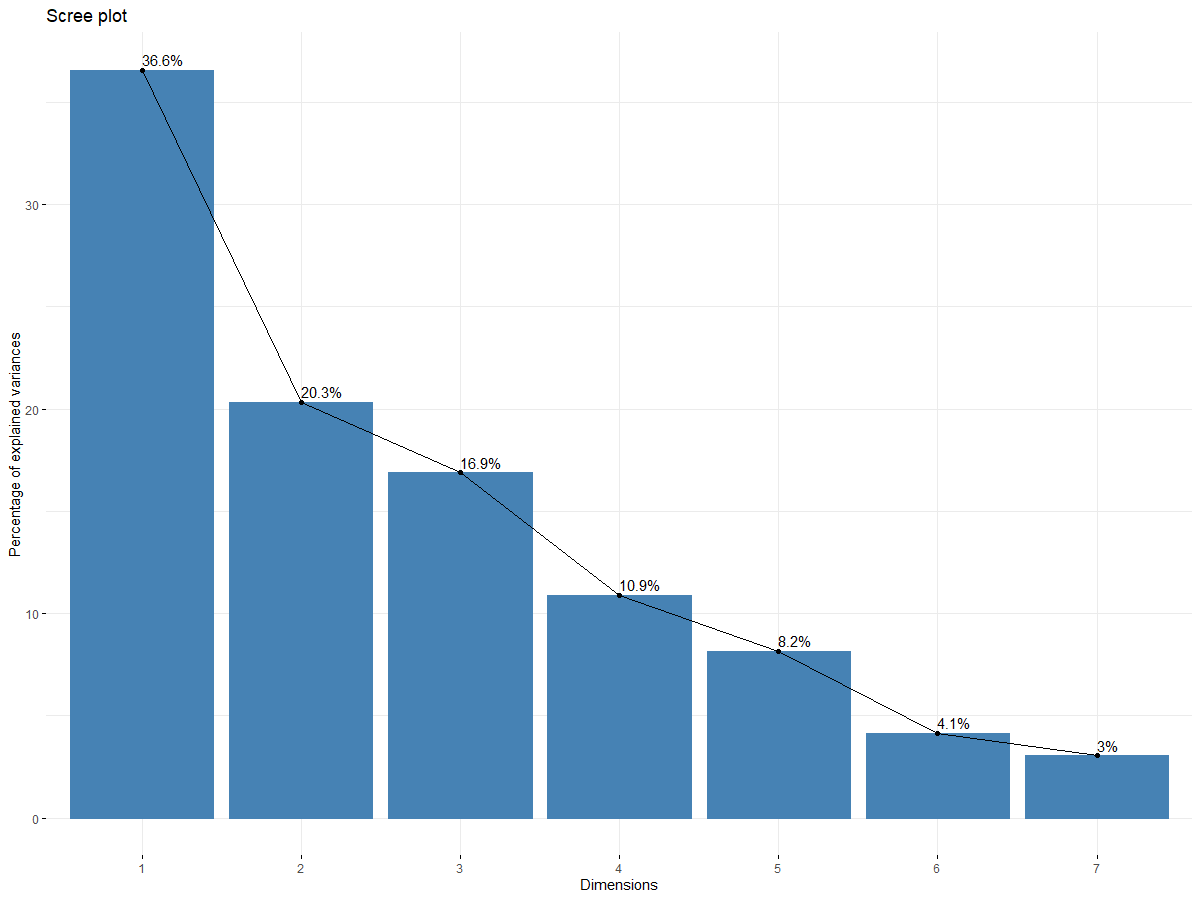 Scree plot
36.6%
20.3%
16.9%
10.9%
8.2%
4.1%
3%
30
20
10
0
Percentage of explained variances
1 2 3 4 5 6 7
Dimensions